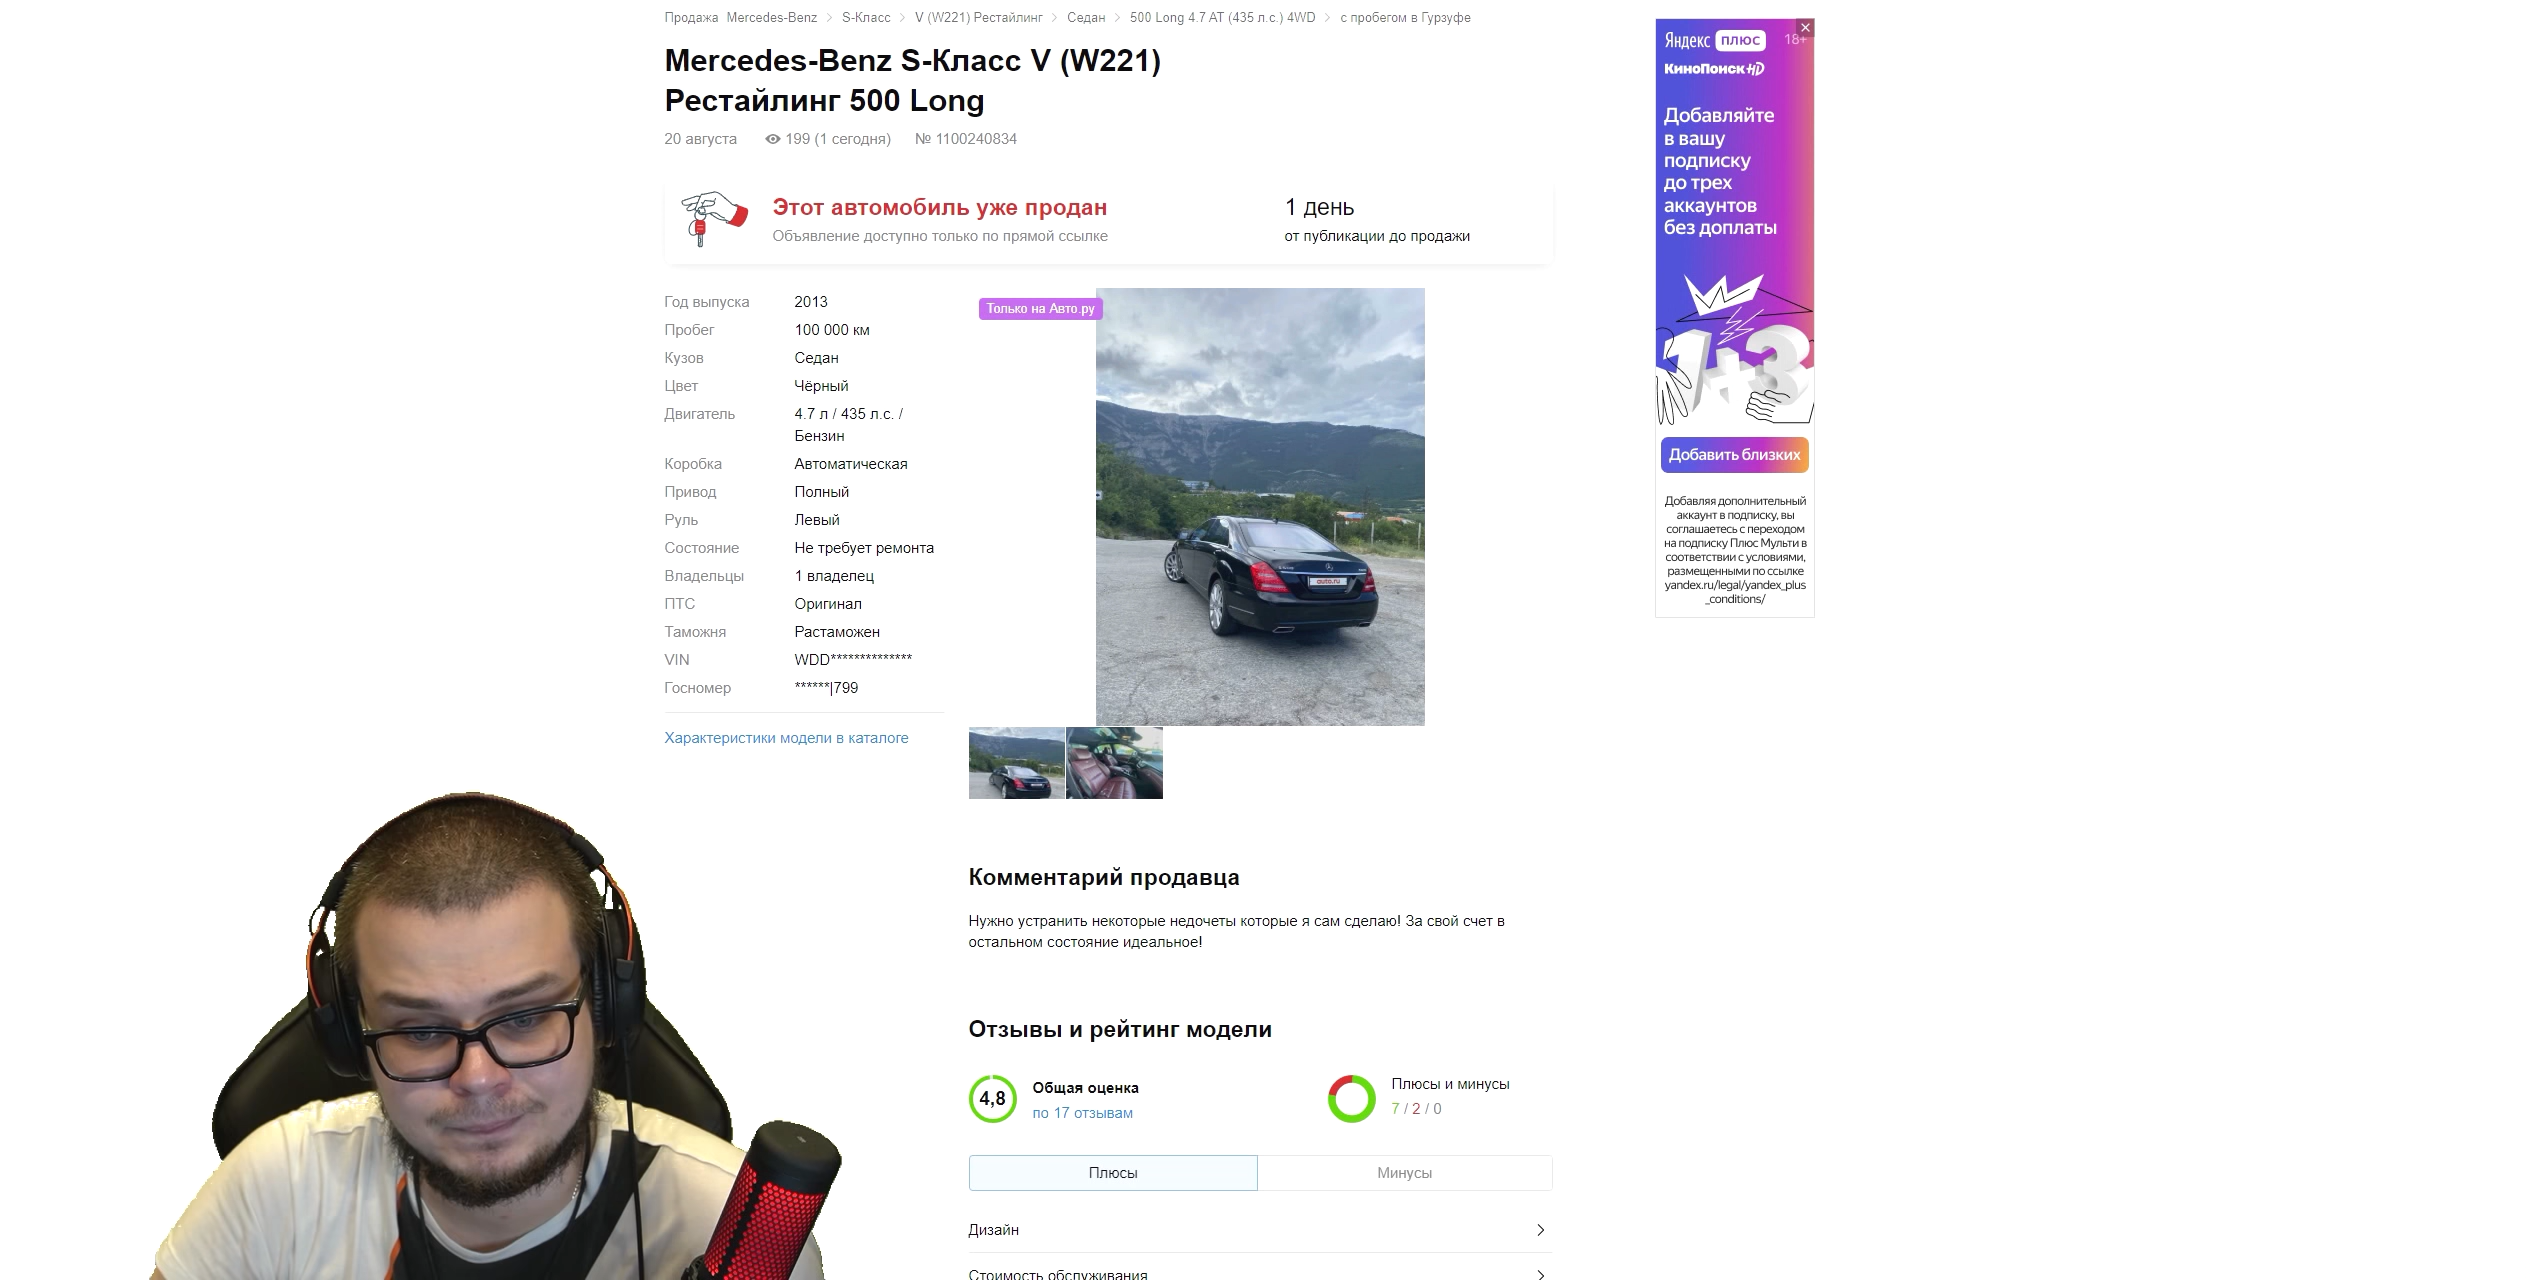 Продажа Mercedes-Benz > S-Класс > V (W221) Рестайлинг > Седан > 500 Long 4.7 AT (435 л.с.) 4WD > с пробегом в Гурзуфе
Mercedes-Benz S-Класс V (W221)
Рестайлинг 500 Long
20 августа 199 (1 сегодня) № 1100240834
Этот автомобиль уже продан
Объявление доступно только по прямой ссылке
1 день
от публикации до продажи
Год выпуска 2013
Пробег 100 000 км
Кузов Седан
Цвет Чёрный
Двигатель 4.7 л / 435 л.с. /
Бензин
Коробка Автоматическая
Привод Полный
Руль Левый
Состояние Не требует ремонта
Владельцы 1 владелец
ПТС Оригинал
Таможня Растаможен
VIN WDD**************
Госномер ******|799
Характеристики модели в каталоге
Только на Авто.ру
auto.ru
Комментарий продавца
Нужно устранить некоторые недочеты которые я сам сделаю! За свой счет в
остальном состояние идеальное!
Отзывы и рейтинг модели
4,8
Общая оценка
по 17 отзывам
Плюсы и минусы
7 / 2 / 0
Плюсы
Минусы
Дизайн
Стоимость обслуживания
Яндекс плюс 18+
КиноПоиск HD
Добавляйте
в вашу
подписку
до трех
аккаунтов
без доплаты
1+3
Добавить близких
Добавляя дополнительный
аккаунт в подписку, вы
соглашаетесь с переходом
на подписку Плюс Мульти в
соответствии с условиями,
размещенными по ссылке
yandex.ru/legal/yandex_plus
_conditions/